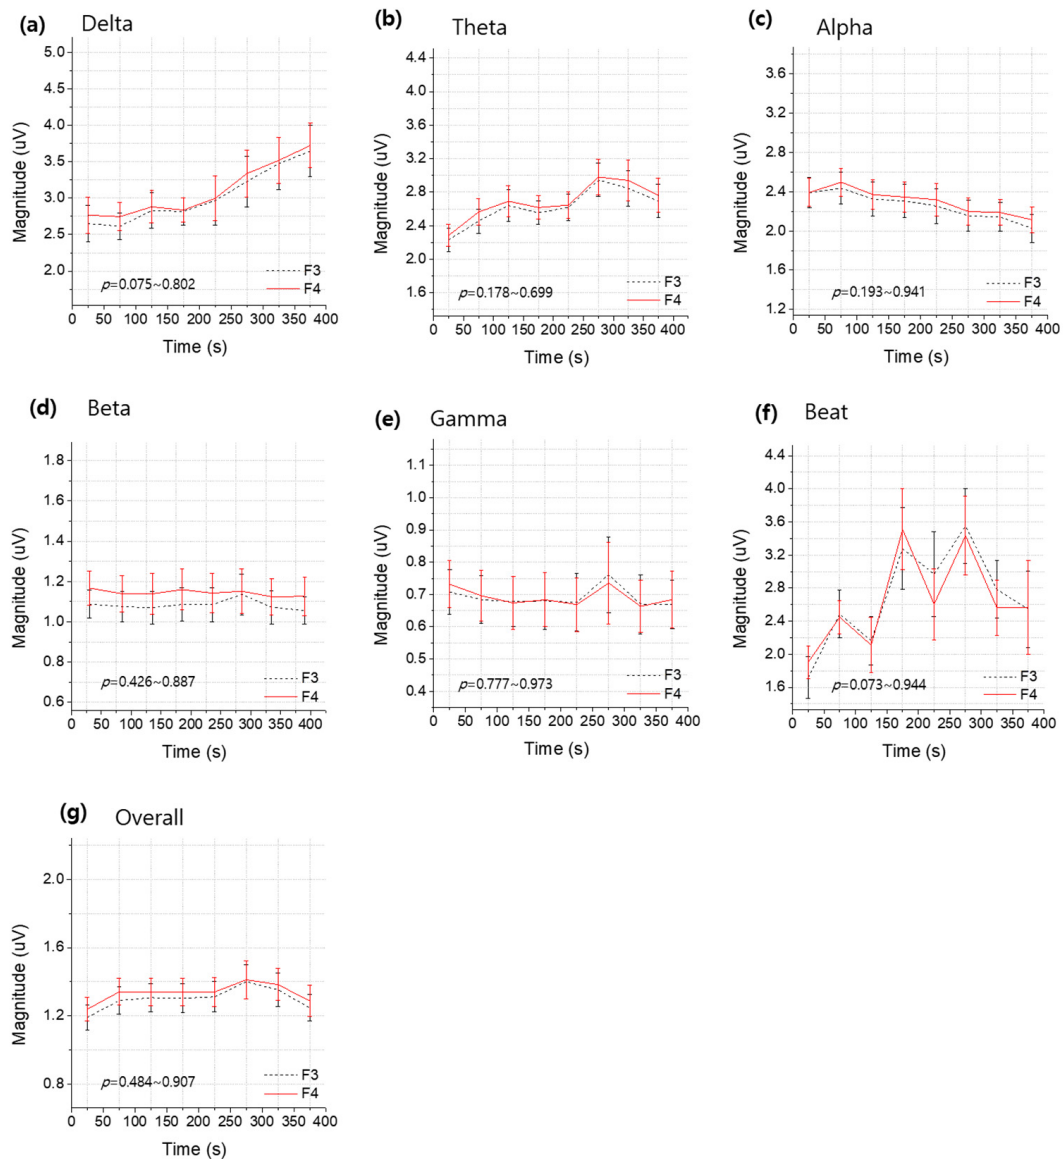 (a) Delta
5.0
4.5
4.0
3.5
3.0
2.5
2.0
Magnitude (uV)
p=0.075~0.802
F3
F4
0 50 100 150 200 250 300 350 400
Time (s)
(b) Theta
4.4
4.0
3.6
3.2
2.8
2.4
2.0
1.6
Magnitude (uV)
p=0.178~0.699
F3
F4
0 50 100 150 200 250 300 350 400
Time (s)
(c) Alpha
3.6
3.2
2.8
2.4
2.0
1.6
1.2
Magnitude (uV)
p=0.193~0.941
F3
F4
0 50 100 150 200 250 300 350 400
Time (s)
(d) Beta
1.8
1.6
1.4
1.2
1.0
0.8
0.6
Magnitude (uV)
p=0.426~0.887
F3
F4
0 50 100 150 200 250 300 350 400
Time (s)
(e) Gamma
1.1
1.0
0.9
0.8
0.7
0.6
0.5
0.4
Magnitude (uV)
p=0.777~0.973
F3
F4
0 50 100 150 200 250 300 350 400
Time (s)
(f) Beat
4.4
4.0
3.6
3.2
2.8
2.4
2.0
1.6
Magnitude (uV)
p=0.073~0.944
F3
F4
0 50 100 150 200 250 300 350 400
Time (s)
(g) Overall
2.0
1.6
1.2
0.8
Magnitude (uV)
p=0.484~0.907
F3
F4
0 50 100 150 200 250 300 350 400
Time (s)